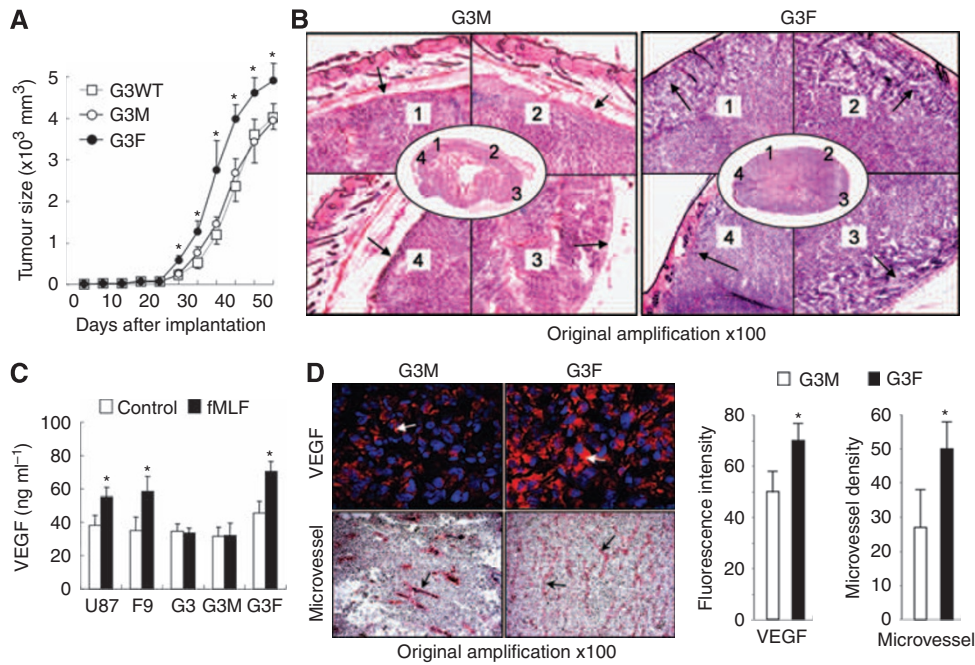 A
Tumour size (x10³ mm³)
5
4
3
2
1
0
G3WT
G3M
G3F
* * * * * *
0 10 20 30 40 50
Days after implantation
B
G3M G3F
1 2 3 4
1 2 3 4
1 2 3 4
1 2 3 4
Original amplification x100
C
Control fMLF
VEGF (ng ml⁻¹)
100
80
60
40
20
0
* * *
U87 F9 G3 G3M G3F
D
G3M G3F
VEGF
Microvessel
Original amplification x100
G3M G3F
Fluorescence intensity
80
60
40
20
0
*
VEGF
Microvessel density
60
50
40
30
20
10
0
*
Microvessel